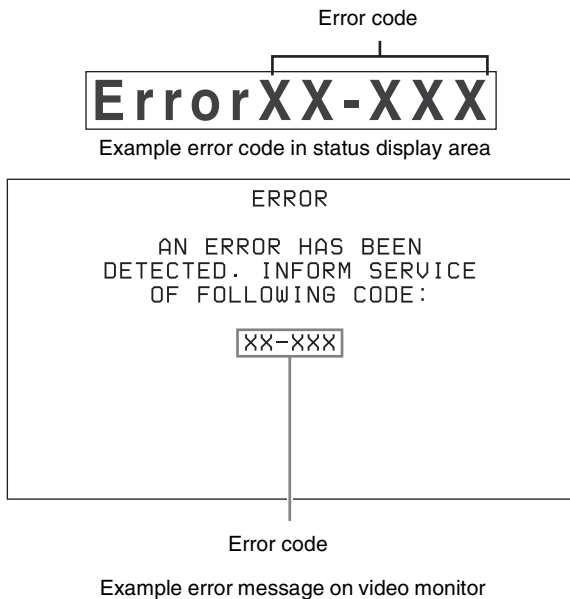 Error code
ErrorXX-XXX
Example error code in status display area
ERROR
AN ERROR HAS BEEN
DETECTED. INFORM SERVICE
OF FOLLOWING CODE:
XX-XXX
Error code
Example error message on video monitor